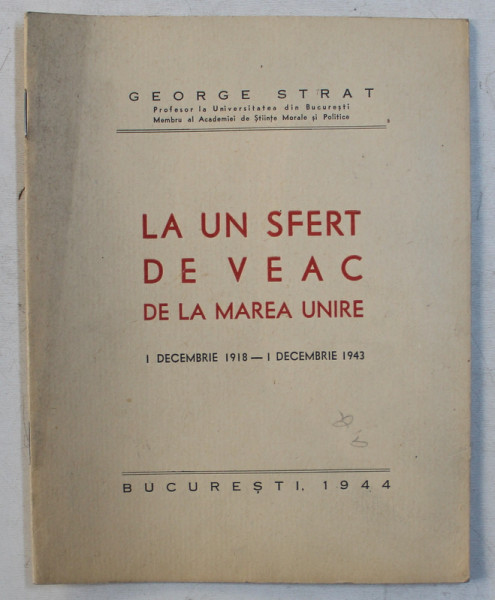 GEORGE STRAT
Profesor la Universitatea din Bucureşti
Membru al Academiei de Ştiinţe Morale şi Politice
LA UN SFERT
DE VEAC
DE LA MAREA UNIRE
1 DECEMBRIE 1918 — 1 DECEMBRIE 1943
BUCUREŞTI, 1944